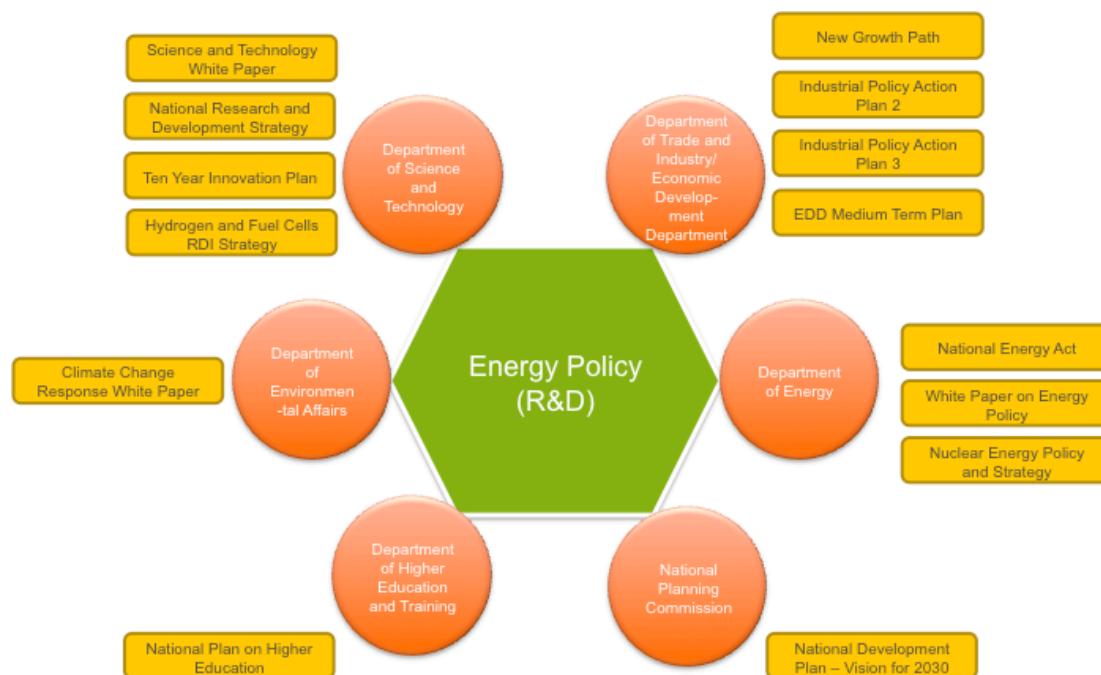 Science and Technology
White Paper
National Research and
Development Strategy
Ten Year Innovation Plan
Hydrogen and Fuel Cells
RDI Strategy
Department
of Science
and
Technology
Department
of Trade and
Industry/
Economic
Develop-
ment
Department
New Growth Path
Industrial Policy Action
Plan 2
Industrial Policy Action
Plan 3
EDD Medium Term Plan
Climate Change
Response White Paper
Department
of
Environmen
-tal Affairs
Energy Policy
(R&D)
Department
of Energy
National Energy Act
White Paper on Energy
Policy
Nuclear Energy Policy
and Strategy
Department
of Higher
Education
and Training
National
Planning
Commission
National Plan on Higher
Education
National Development
Plan – Vision for 2030